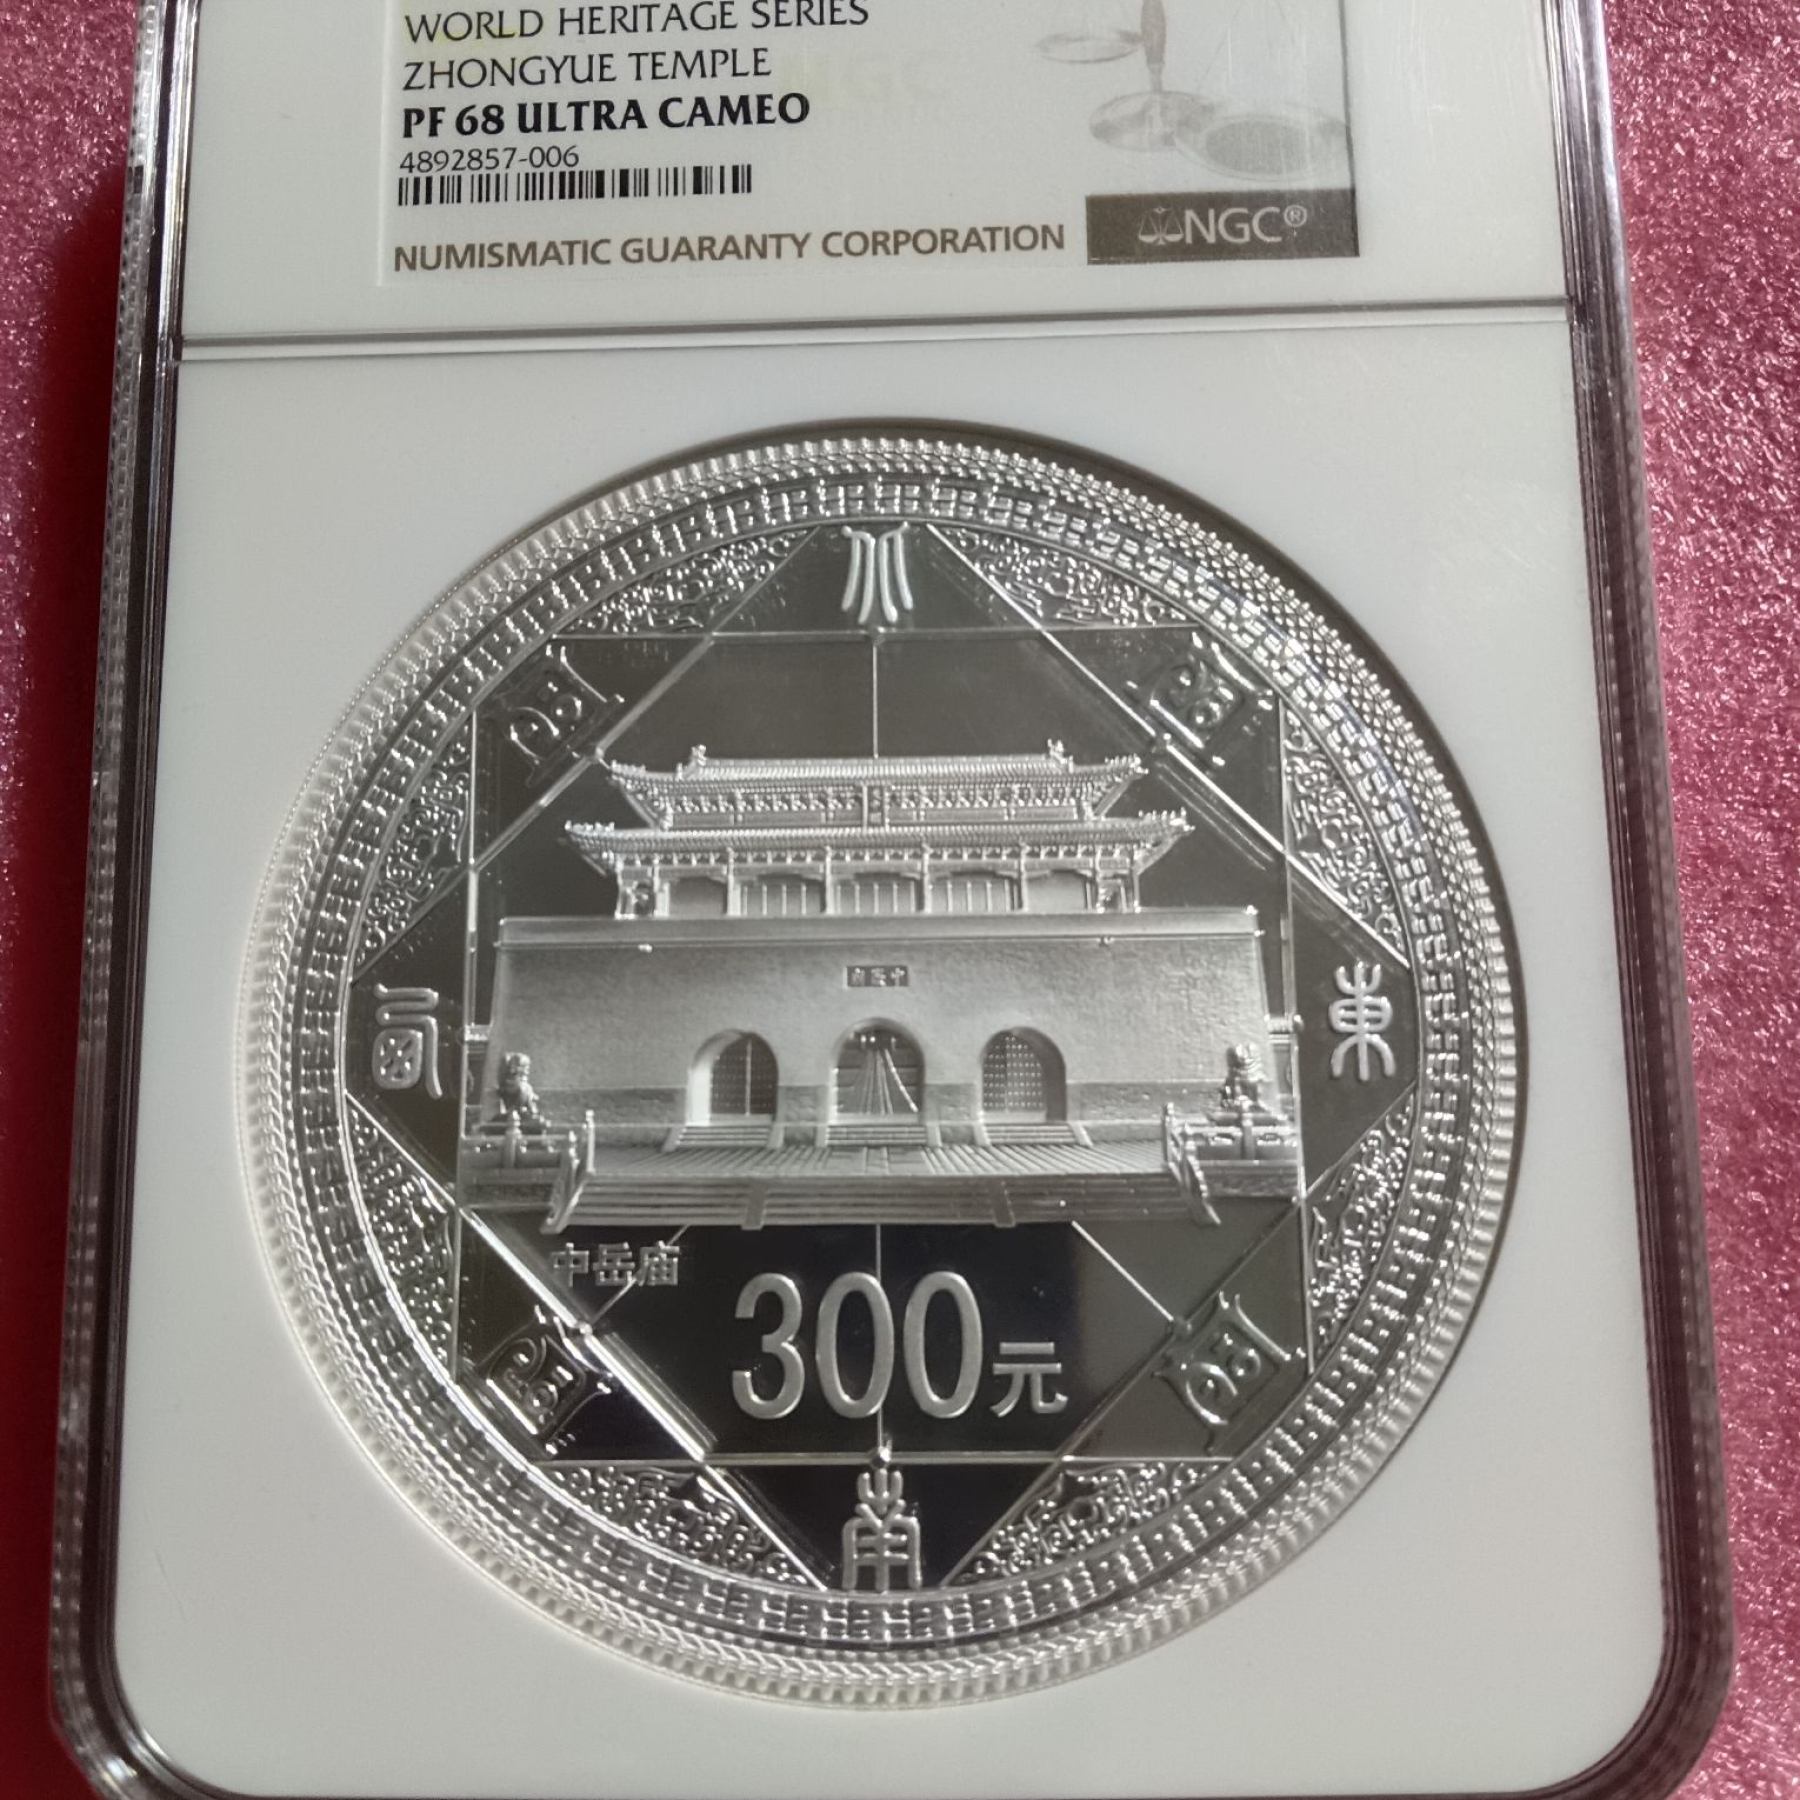 WORLD HERITAGE SERIES
ZHONGYUE TEMPLE
PF 68 ULTRA CAMEO
4892857-006
NUMISMATIC GUARANTY CORPORATION
NGC®
東
中岳庙
300元
南